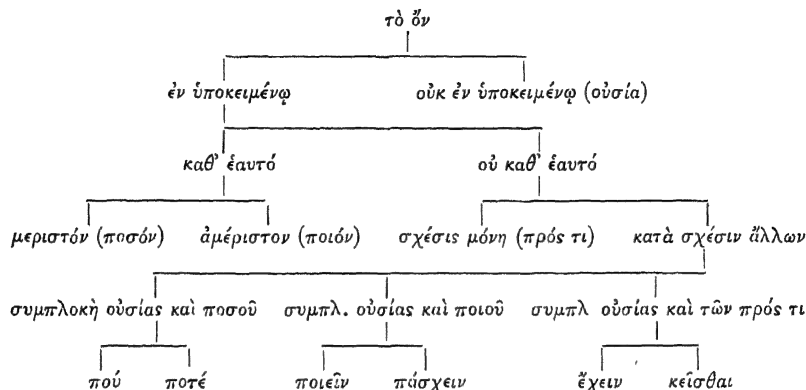 τὸ ὄν
ἐν ὑποκειμένῳ οὐκ ἐν ὑποκειμένῳ (οὐσία)
καθ’ ἑαυτό οὐ καθ’ ἑαυτό
μεριστόν (ποσόν) ἀμέριστον (ποιόν) σχέσις μόνη (πρός τι) κατὰ σχέσιν ἄλλων
συμπλοκὴ οὐσίας καὶ ποσοῦ συμπλ. οὐσίας καὶ ποιοῦ συμπλ οὐσίας καὶ τῶν πρός τι
πού ποτέ ποιεῖν πάσχειν ἔχειν κεῖσθαι